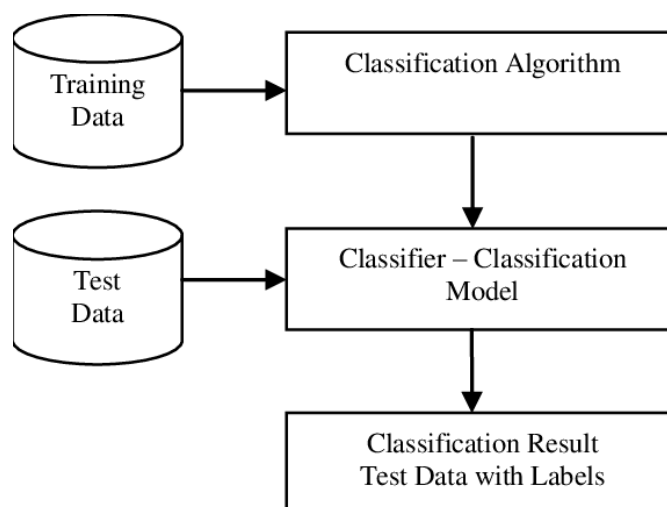 Training
Data
Classification Algorithm
Test
Data
Classifier – Classification
Model
Classification Result
Test Data with Labels